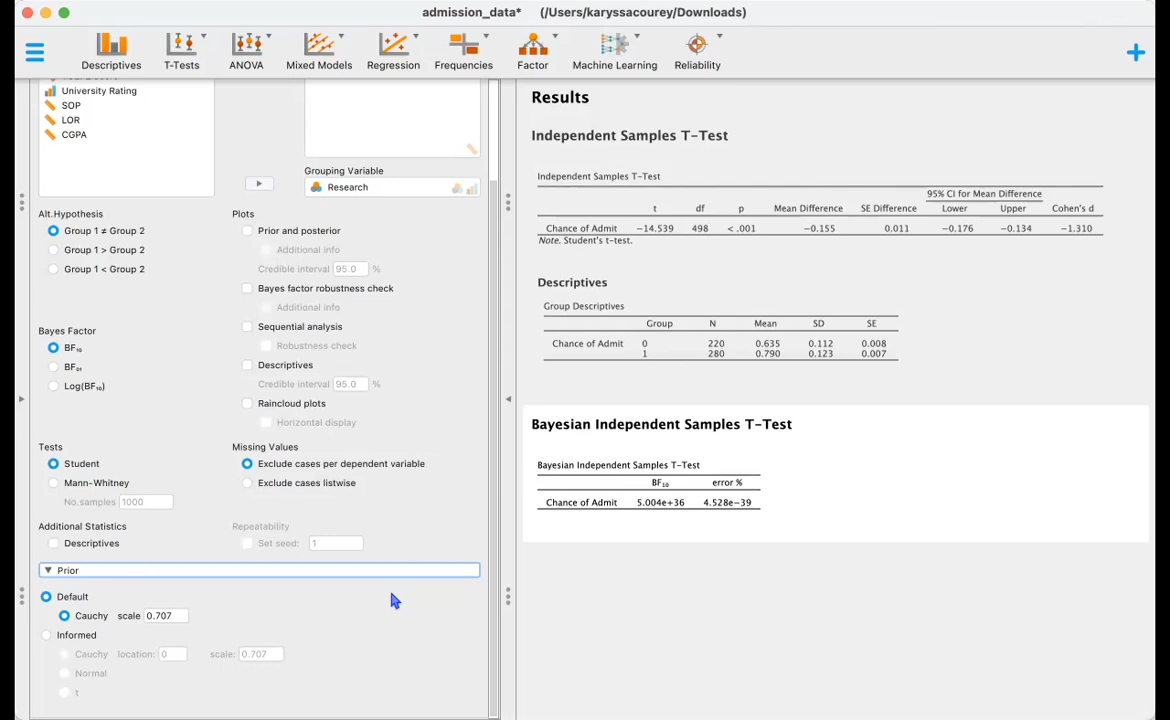 admission_data* (/Users/karyssacourey/Downloads)
Descriptives T-Tests ANOVA Mixed Models Regression Frequencies Factor Machine Learning Reliability
University Rating
SOP
LOR
CGPA
Grouping Variable
Research
Alt.Hypothesis
Group 1 ≠ Group 2
Group 1 > Group 2
Group 1 < Group 2
Bayes Factor
BF₁₀
BF₀₁
Log(BF₁₀)
Tests
Student
Mann-Whitney
No.samples 1000
Additional Statistics
Descriptives
Plots
Prior and posterior
Additional info
Credible interval 95.0 %
Bayes factor robustness check
Additional info
Sequential analysis
Robustness check
Descriptives
Credible interval 95.0 %
Raincloud plots
Horizontal display
Missing Values
Exclude cases per dependent variable
Exclude cases listwise
Repeatability
Set seed: 1
Prior
Default
Cauchy scale 0.707
Informed
Cauchy location: 0 scale: 0.707
Normal
t
Results
Independent Samples T-Test
Independent Samples T-Test
95% CI for Mean Difference
t df p Mean Difference SE Difference Lower Upper Cohen's d
Chance of Admit −14.539 498 < .001 −0.155 0.011 −0.176 −0.134 −1.310
Note. Student's t-test.
Descriptives
Group Descriptives
Group N Mean SD SE
Chance of Admit 0 220 0.635 0.112 0.008
1 280 0.790 0.123 0.007
Bayesian Independent Samples T-Test
Bayesian Independent Samples T-Test
BF₁₀ error %
Chance of Admit 5.004e+36 4.528e−39